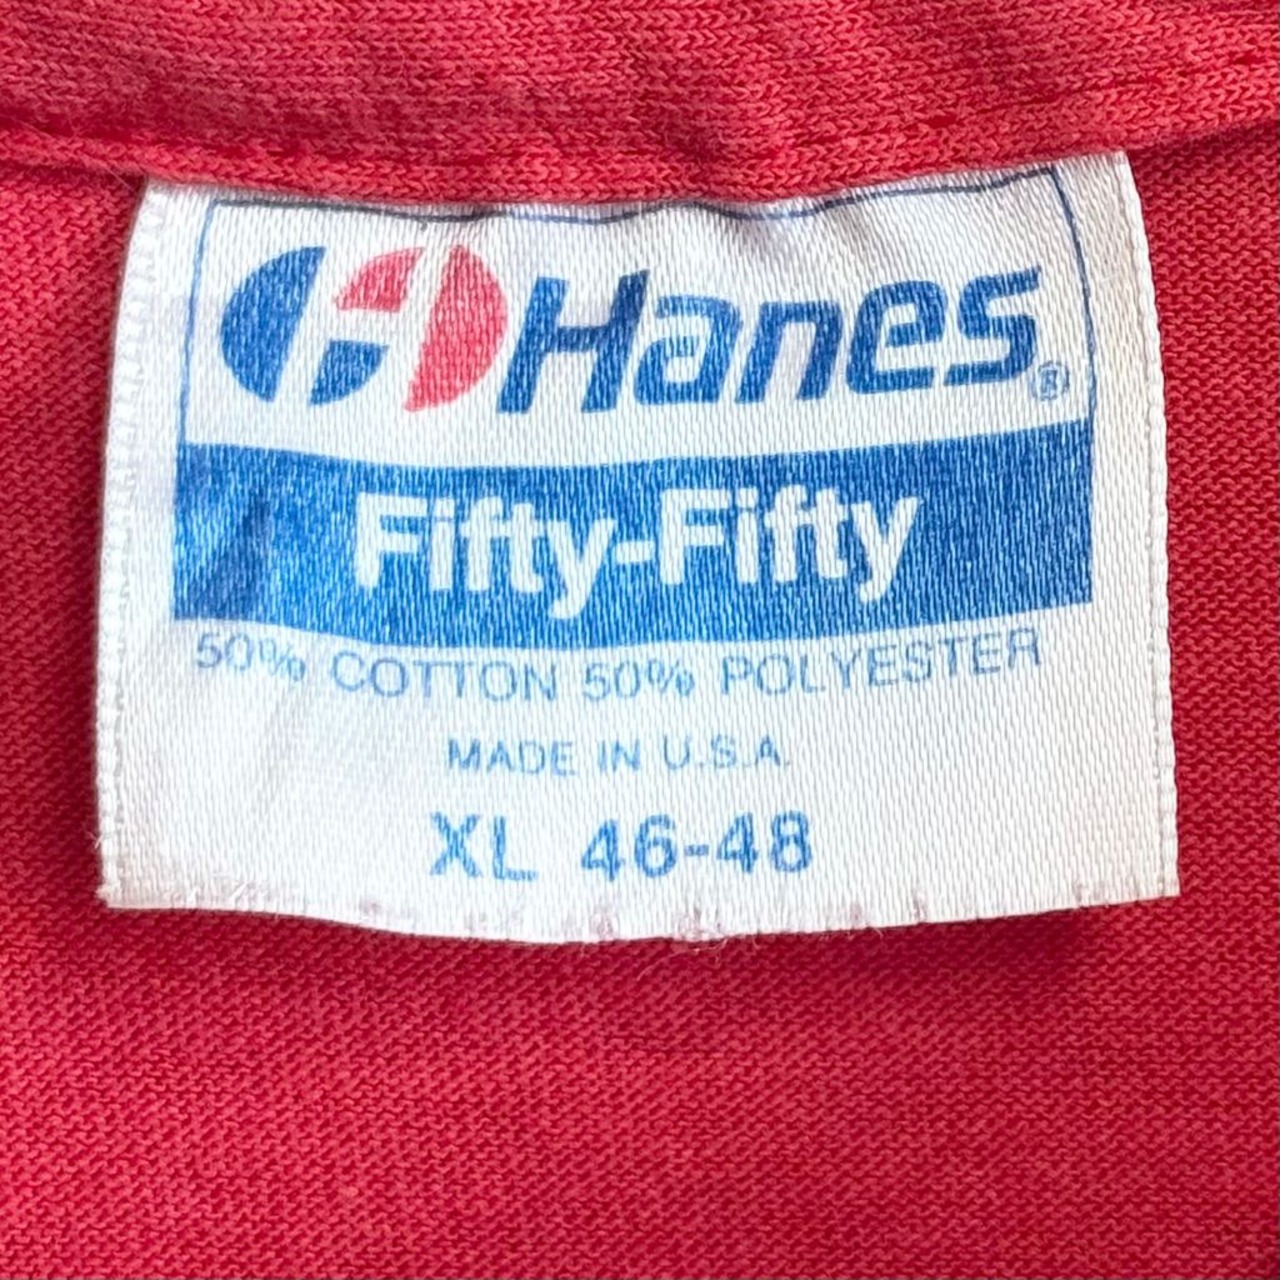 Hanes®
Fifty-Fifty
50% COTTON 50% POLYESTER
MADE IN U.S.A.
XL 46-48